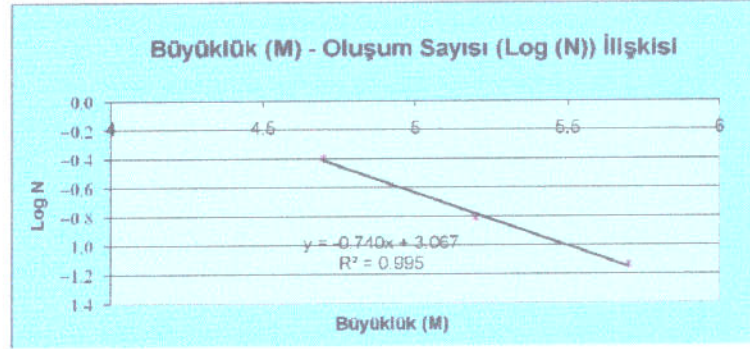 Büyüklük (M) - Oluşum Sayısı (Log (N)) İlişkisi
0.0
4 4.5 5 5.5 6
-0.2
-0.4
-0.6
-0.8
1.0
-1.2
1.4
Log N
y = -0.740x + 3.067
R² = 0.995
Büyüklük (M)